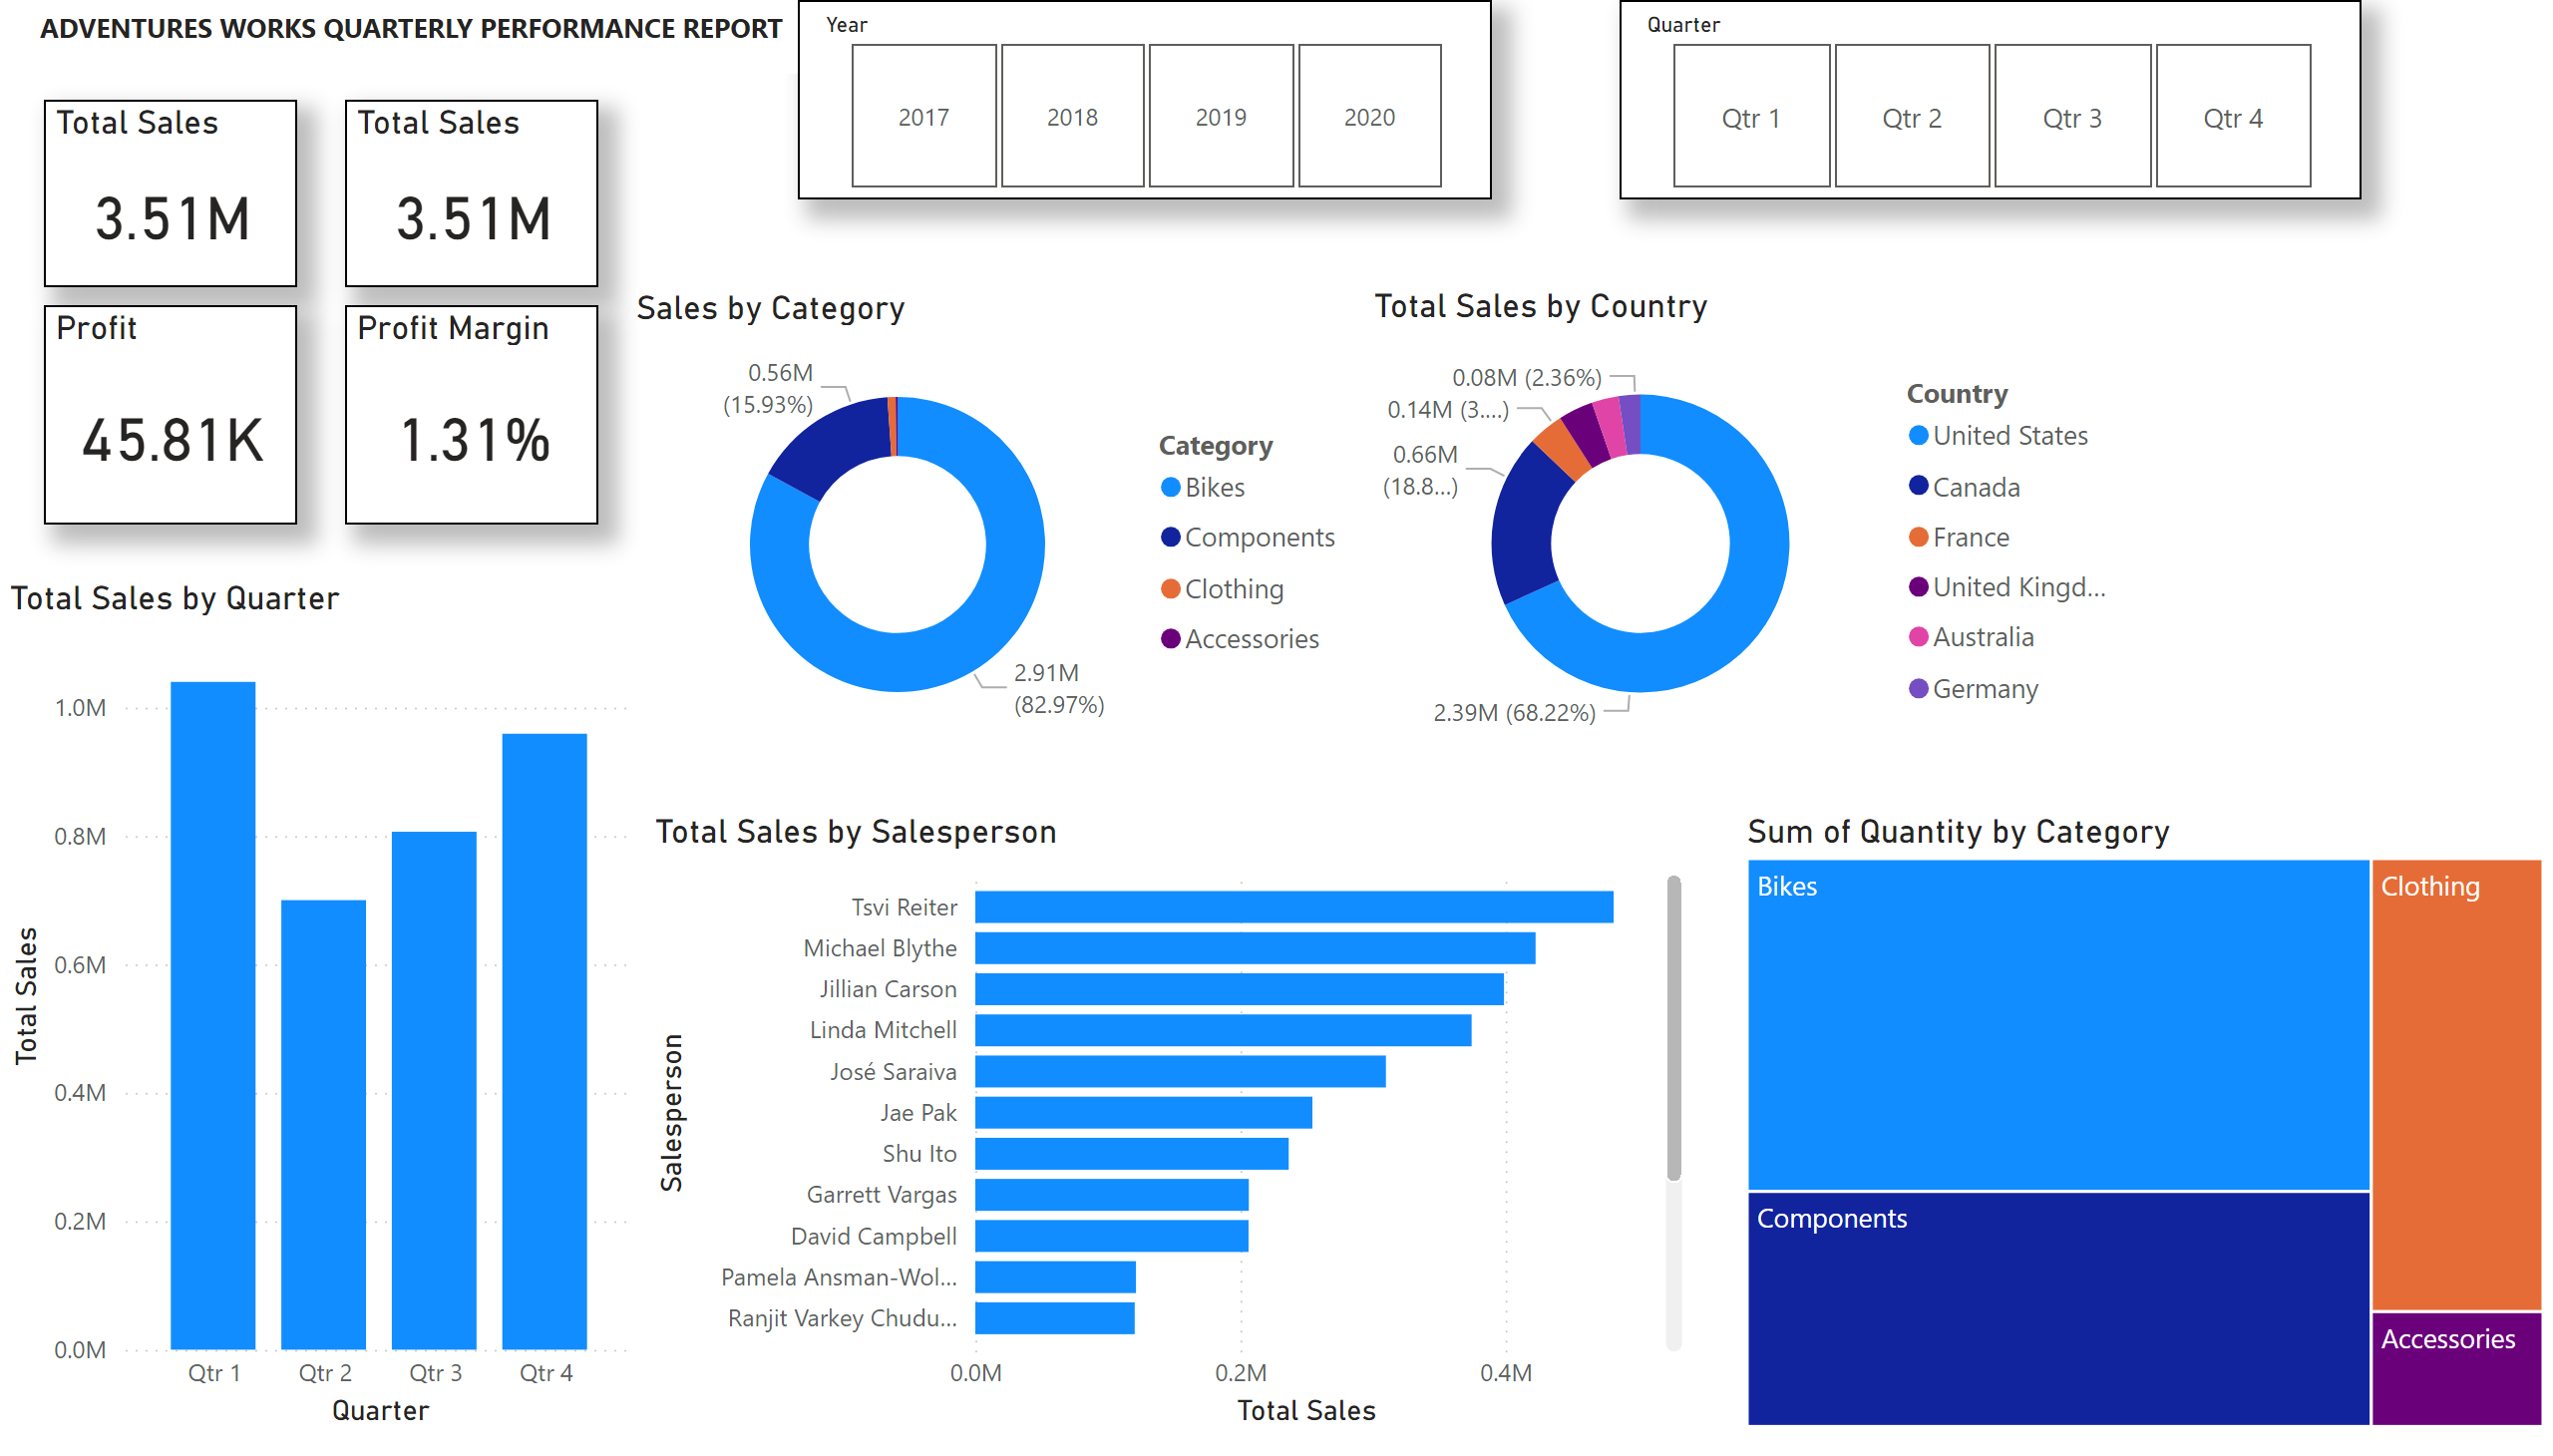 ADVENTURES WORKS QUARTERLY PERFORMANCE REPORT
Year
2017 2018 2019 2020
Quarter
Qtr 1 Qtr 2 Qtr 3 Qtr 4
Total Sales
3.51M
Total Sales
3.51M
Profit
45.81K
Profit Margin
1.31%
Sales by Category
0.56M
(15.93%)
2.91M
(82.97%)
Category
Bikes
Components
Clothing
Accessories
Total Sales by Country
0.08M (2.36%)
0.14M (3....)
0.66M
(18.8...)
2.39M (68.22%)
Country
United States
Canada
France
United Kingd...
Australia
Germany
Total Sales by Quarter
Total Sales
1.0M
0.8M
0.6M
0.4M
0.2M
0.0M
Qtr 1 Qtr 2 Qtr 3 Qtr 4
Quarter
Total Sales by Salesperson
Salesperson
Tsvi Reiter
Michael Blythe
Jillian Carson
Linda Mitchell
José Saraiva
Jae Pak
Shu Ito
Garrett Vargas
David Campbell
Pamela Ansman-Wol...
Ranjit Varkey Chudu...
0.0M 0.2M 0.4M
Total Sales
Sum of Quantity by Category
Bikes
Clothing
Components
Accessories